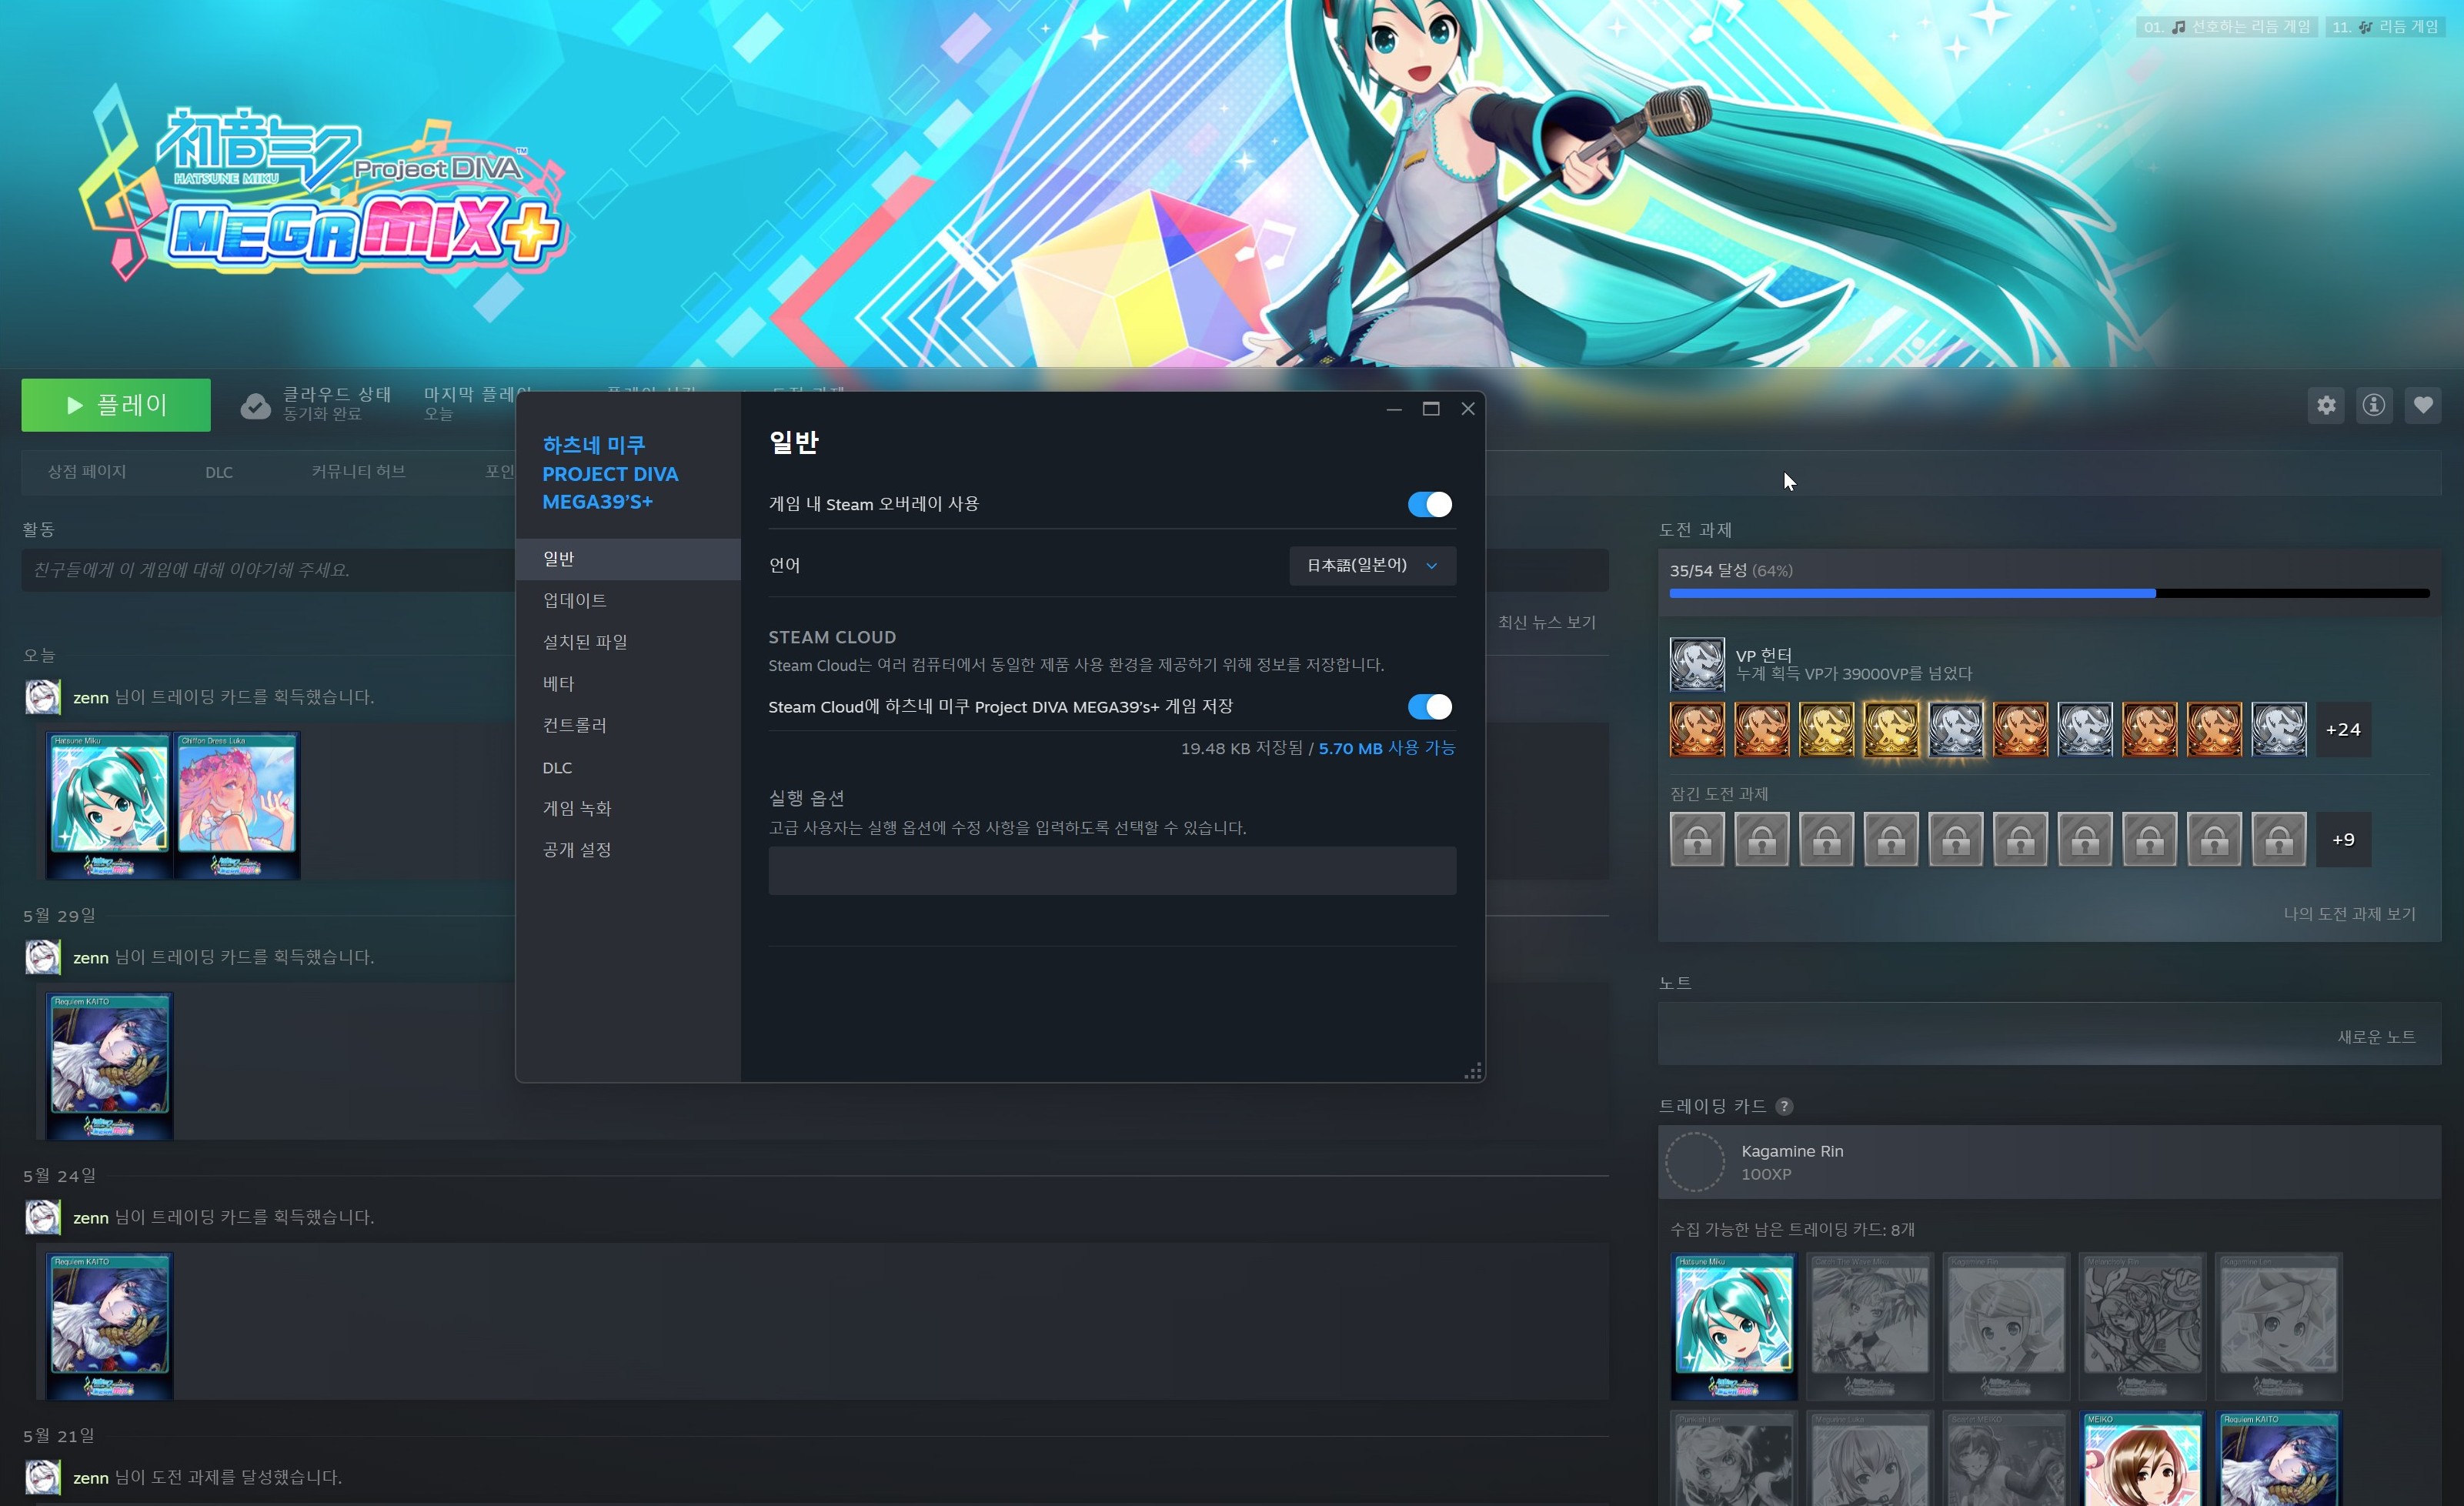 01. 선호하는 리듬 게임
11. 리듬 게임
初音ミク
HATSUNE MIKU
Project DIVA™
MEGA MIX+
플레이
클라우드 상태
동기화 완료
마지막 플레이
오늘
상점 페이지
DLC
커뮤니티 허브
포인
활동
친구들에게 이 게임에 대해 이야기해 주세요.
최신 뉴스 보기
오늘
zenn 님이 트레이딩 카드를 획득했습니다.
Hatsune Miku
Chiffon Dress Luka
5월 29일
zenn 님이 트레이딩 카드를 획득했습니다.
Requiem KAITO
5월 24일
zenn 님이 트레이딩 카드를 획득했습니다.
Requiem KAITO
5월 21일
zenn 님이 도전 과제를 달성했습니다.
하츠네 미쿠
PROJECT DIVA
MEGA39'S+
일반
업데이트
설치된 파일
베타
컨트롤러
DLC
게임 녹화
공개 설정
일반
게임 내 Steam 오버레이 사용
언어
日本語(일본어)
STEAM CLOUD
Steam Cloud는 여러 컴퓨터에서 동일한 제품 사용 환경을 제공하기 위해 정보를 저장합니다.
Steam Cloud에 하츠네 미쿠 Project DIVA MEGA39's+ 게임 저장
19.48 KB 저장됨 / 5.70 MB 사용 가능
실행 옵션
고급 사용자는 실행 옵션에 수정 사항을 입력하도록 선택할 수 있습니다.
도전 과제
35/54 달성 (64%)
VP 헌터
누계 획득 VP가 39000VP를 넘었다
+24
잠긴 도전 과제
+9
나의 도전 과제 보기
노트
새로운 노트
트레이딩 카드 ?
Kagamine Rin
100XP
수집 가능한 남은 트레이딩 카드: 8개
Hatsune Miku
Catch The Wave Miku
Kagamine Rin
Melancholy Rin
Kagamine Len
Megurine Luka
Scarlet MEIKO
MEIKO
Requiem KAITO